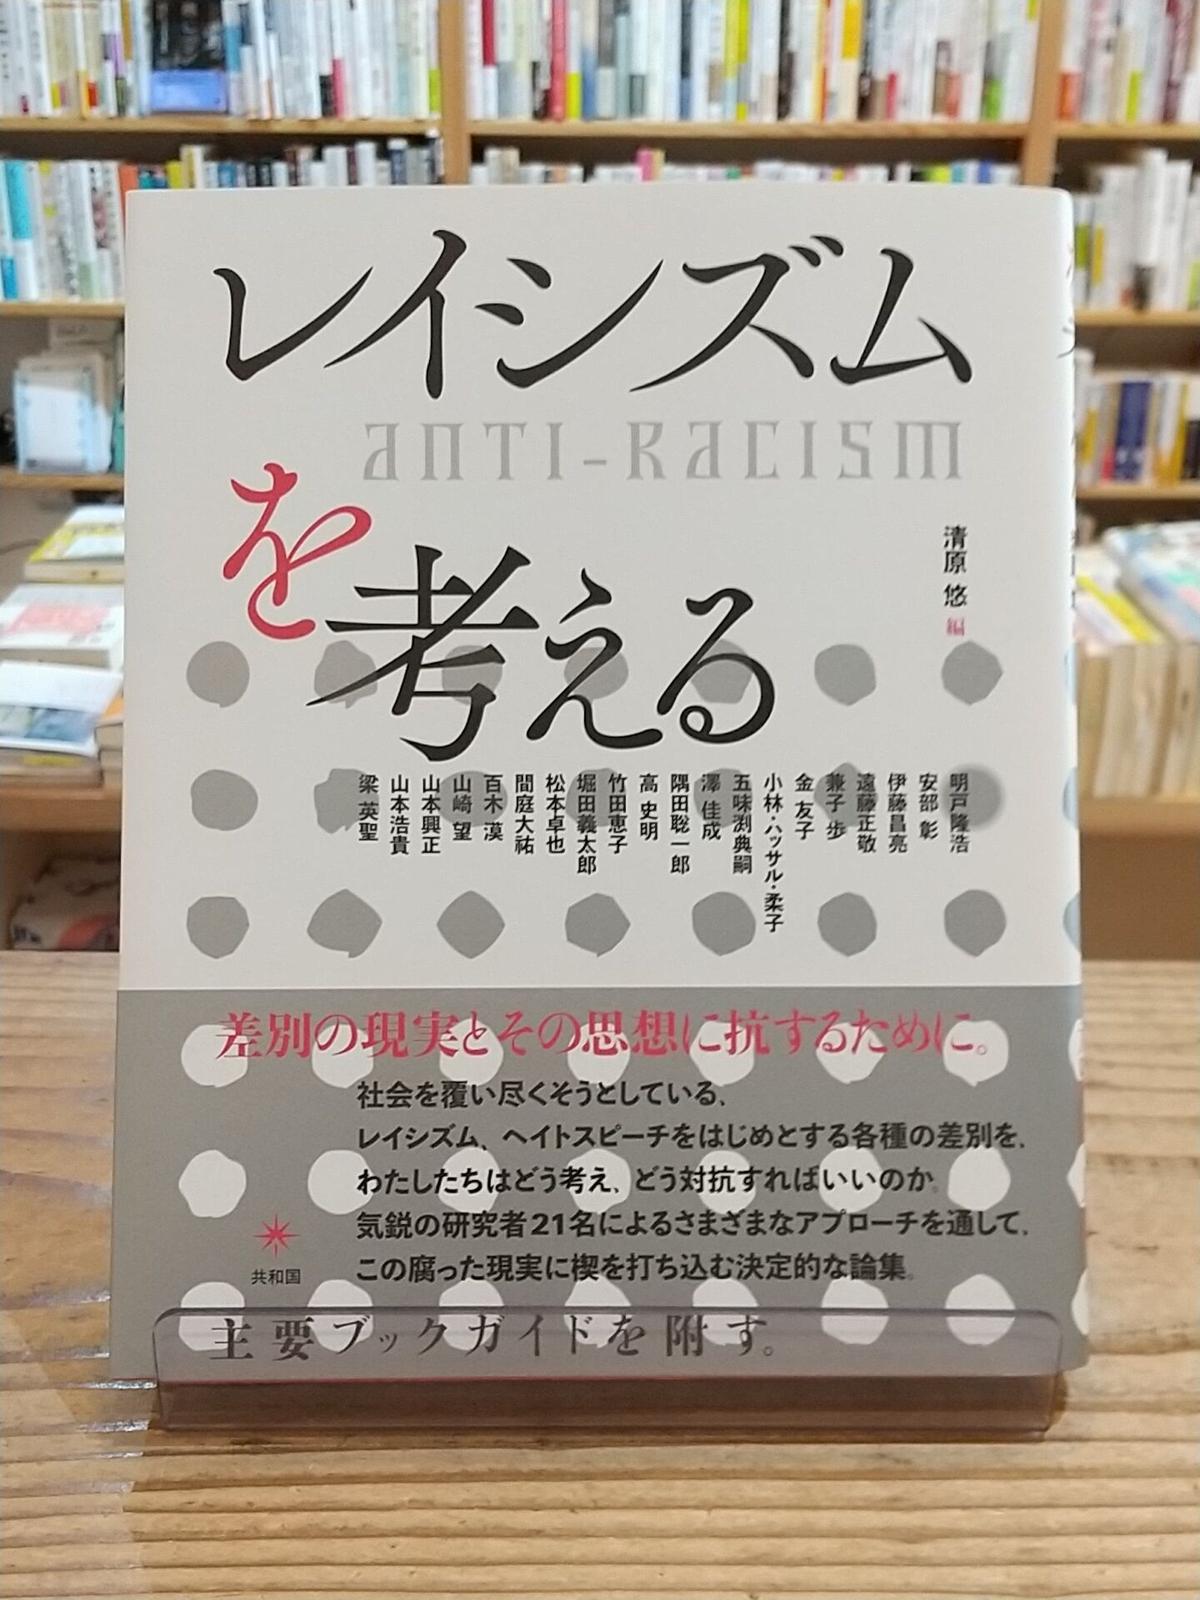 レイシズム
ANTI-RACISM
を考える
清原 悠 編
明戸隆浩
安部 彰
伊藤昌亮
遠藤正敬
兼子 歩
金 友子
小林・ハッサル・柔子
五味渕典嗣
澤 佳成
隅田聡一郎
高 史明
竹田恵子
堀田義太郎
松本卓也
間庭大祐
百木 漠
山崎 望
山本興正
山本浩貴
梁 英聖
差別の現実とその思想に抗するために。
社会を覆い尽くそうとしている、
レイシズム、ヘイトスピーチをはじめとする各種の差別を、
わたしたちはどう考え、どう対抗すればいいのか。
気鋭の研究者21名によるさまざまなアプローチを通して、
この腐った現実に楔を打ち込む決定的な論集。
共和国
主要ブックガイドを附す。